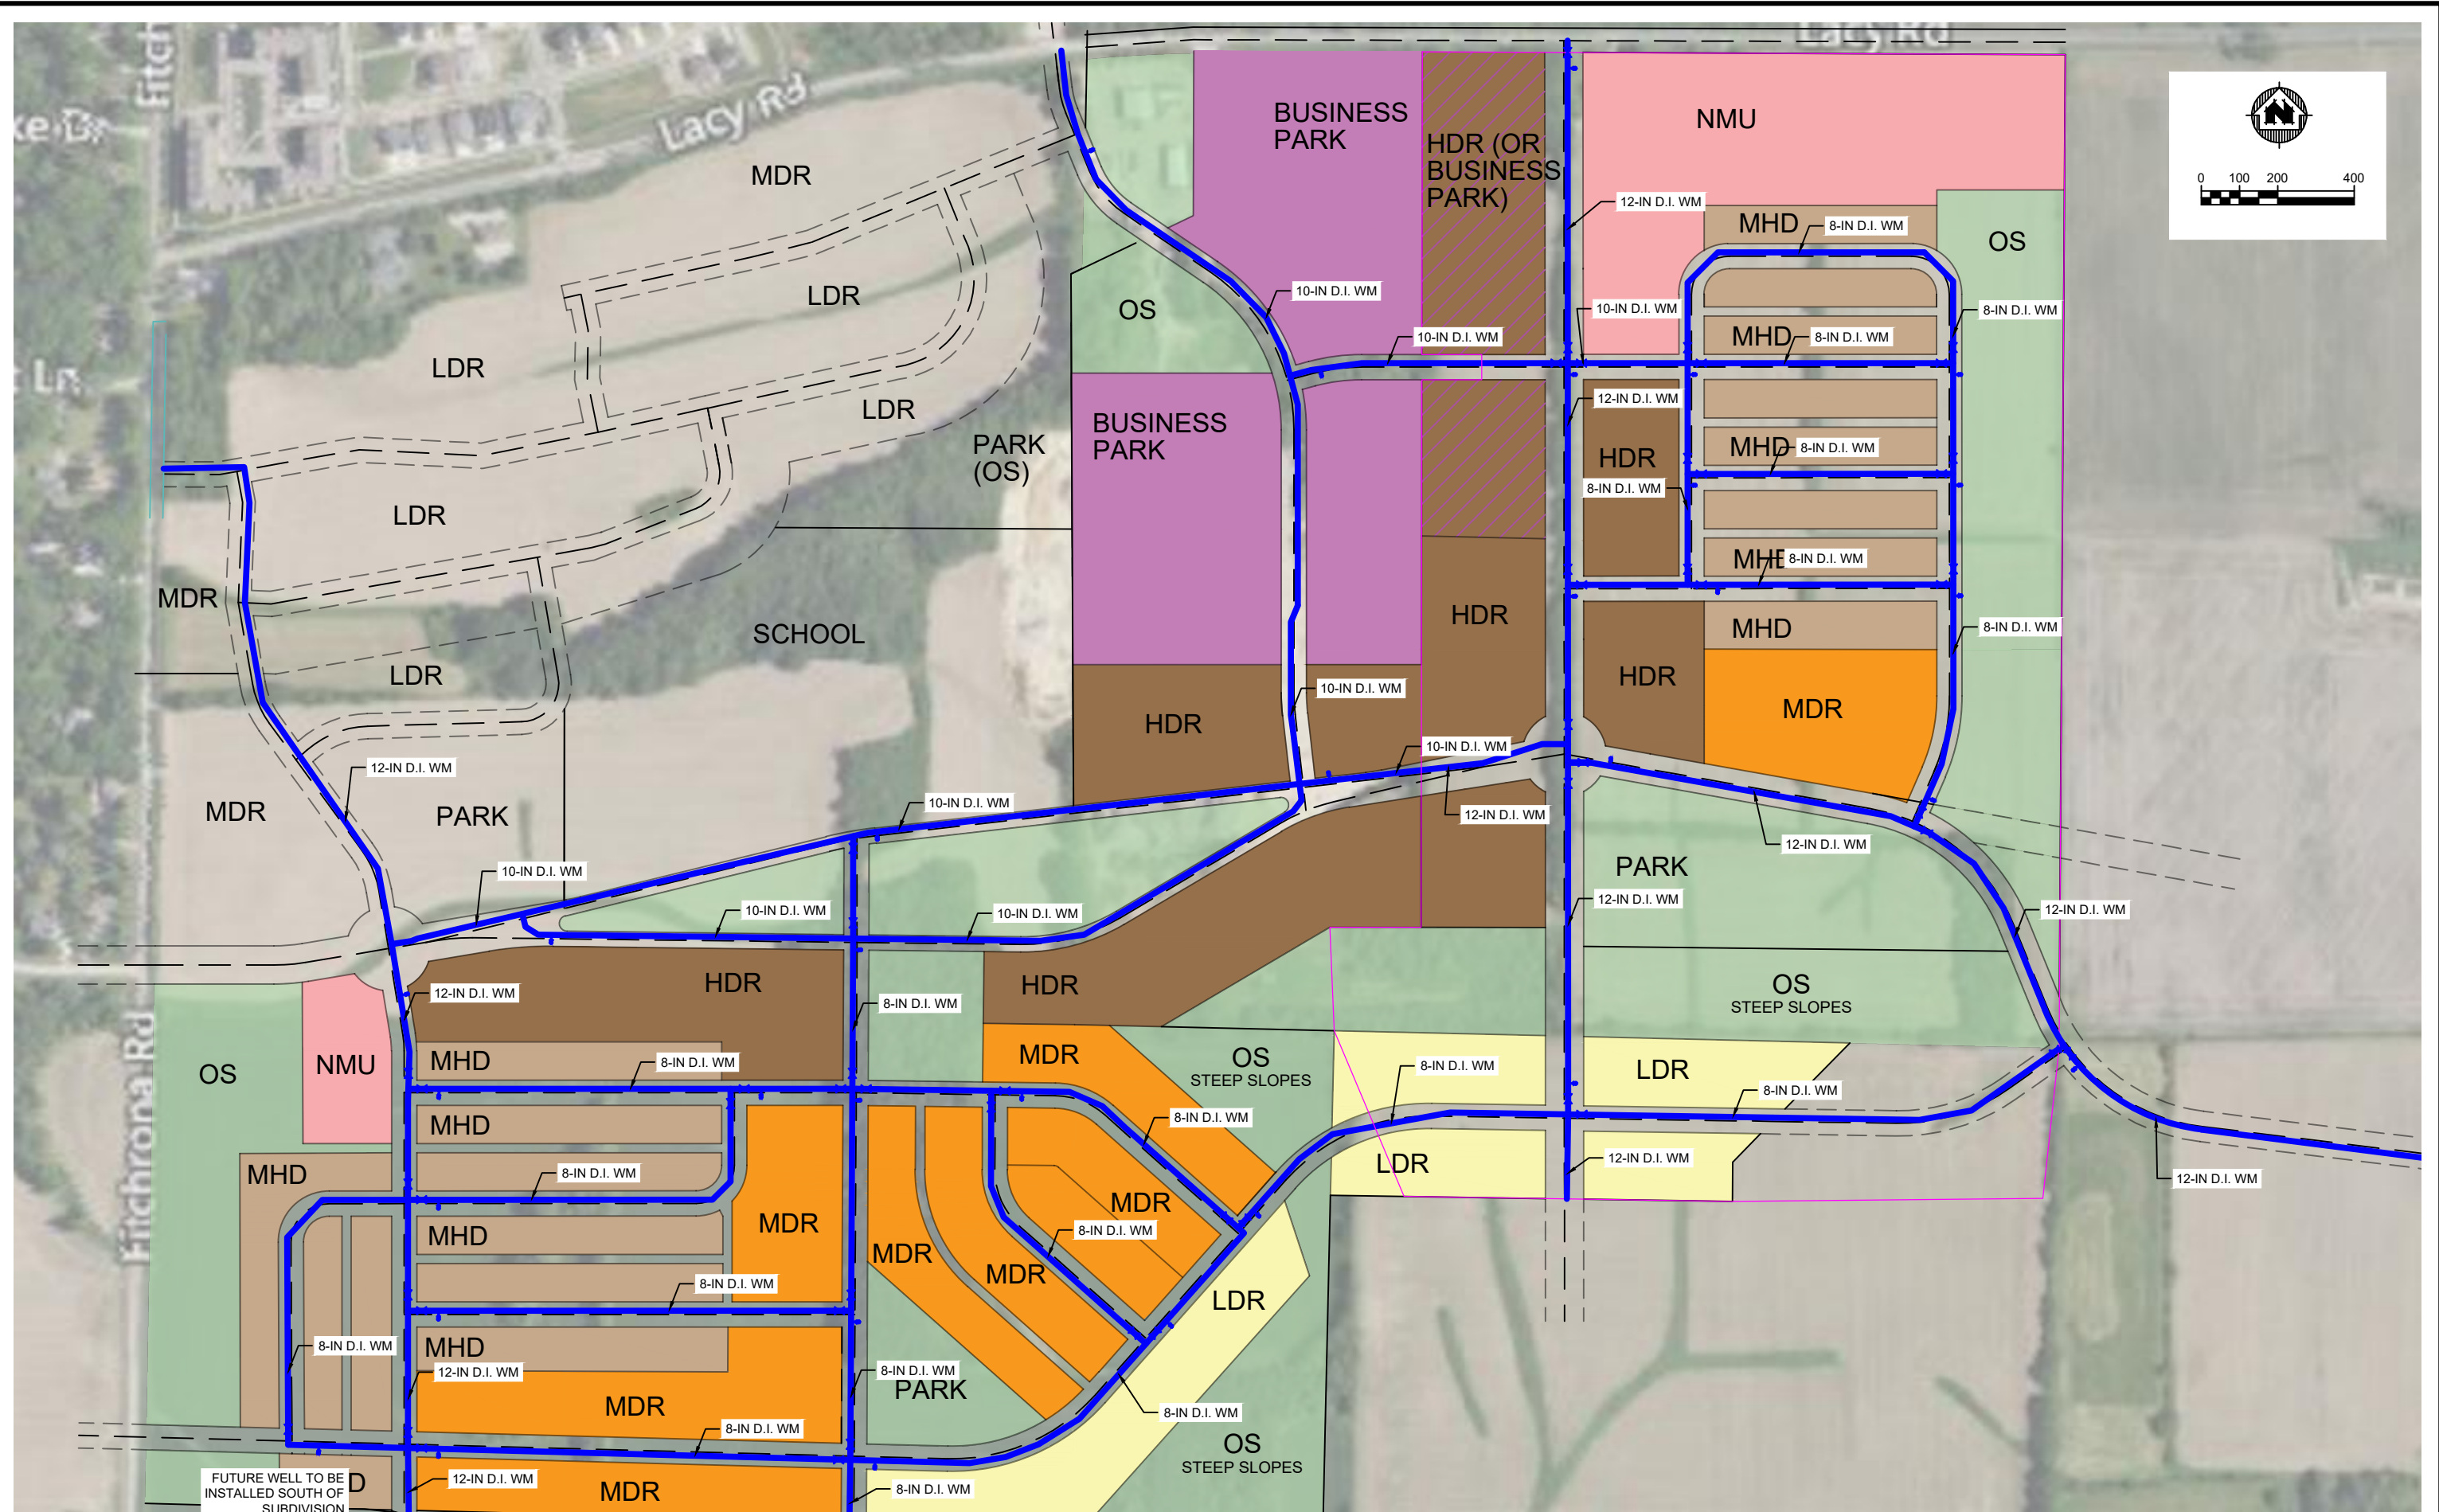 Lacy Rd
Fitch
ke Dr
Lacy Rd
BUSINESS
PARK
HDR (OR
BUSINESS
PARK)
NMU
N
0 100 200 400
MDR
12-IN D.I. WM
MHD
8-IN D.I. WM
OS
LDR
10-IN D.I. WM
OS
10-IN D.I. WM
8-IN D.I. WM
10-IN D.I. WM
MHD
8-IN D.I. WM
t Ln
LDR
LDR
12-IN D.I. WM
BUSINESS
PARK
PARK
(OS)
HDR
MHD
8-IN D.I. WM
8-IN D.I. WM
LDR
MHD
8-IN D.I. WM
MDR
SCHOOL
HDR
MHD
8-IN D.I. WM
LDR
HDR
10-IN D.I. WM
MDR
HDR
10-IN D.I. WM
12-IN D.I. WM
MDR
PARK
10-IN D.I. WM
12-IN D.I. WM
12-IN D.I. WM
PARK
10-IN D.I. WM
12-IN D.I. WM
10-IN D.I. WM
10-IN D.I. WM
12-IN D.I. WM
HDR
HDR
OS
STEEP SLOPES
12-IN D.I. WM
8-IN D.I. WM
Fitchrona Rd
OS
NMU
MHD
8-IN D.I. WM
MDR
OS
STEEP SLOPES
8-IN D.I. WM
LDR
8-IN D.I. WM
MHD
8-IN D.I. WM
LDR
12-IN D.I. WM
12-IN D.I. WM
MHD
8-IN D.I. WM
MDR
MHD
MDR
8-IN D.I. WM
MDR
MDR
8-IN D.I. WM
LDR
MHD
8-IN D.I. WM
12-IN D.I. WM
8-IN D.I. WM
PARK
MDR
8-IN D.I. WM
8-IN D.I. WM
OS
STEEP SLOPES
FUTURE WELL TO BE
INSTALLED SOUTH OF
SUBDIVISION
D
12-IN D.I. WM
MDR
8-IN D.I. WM